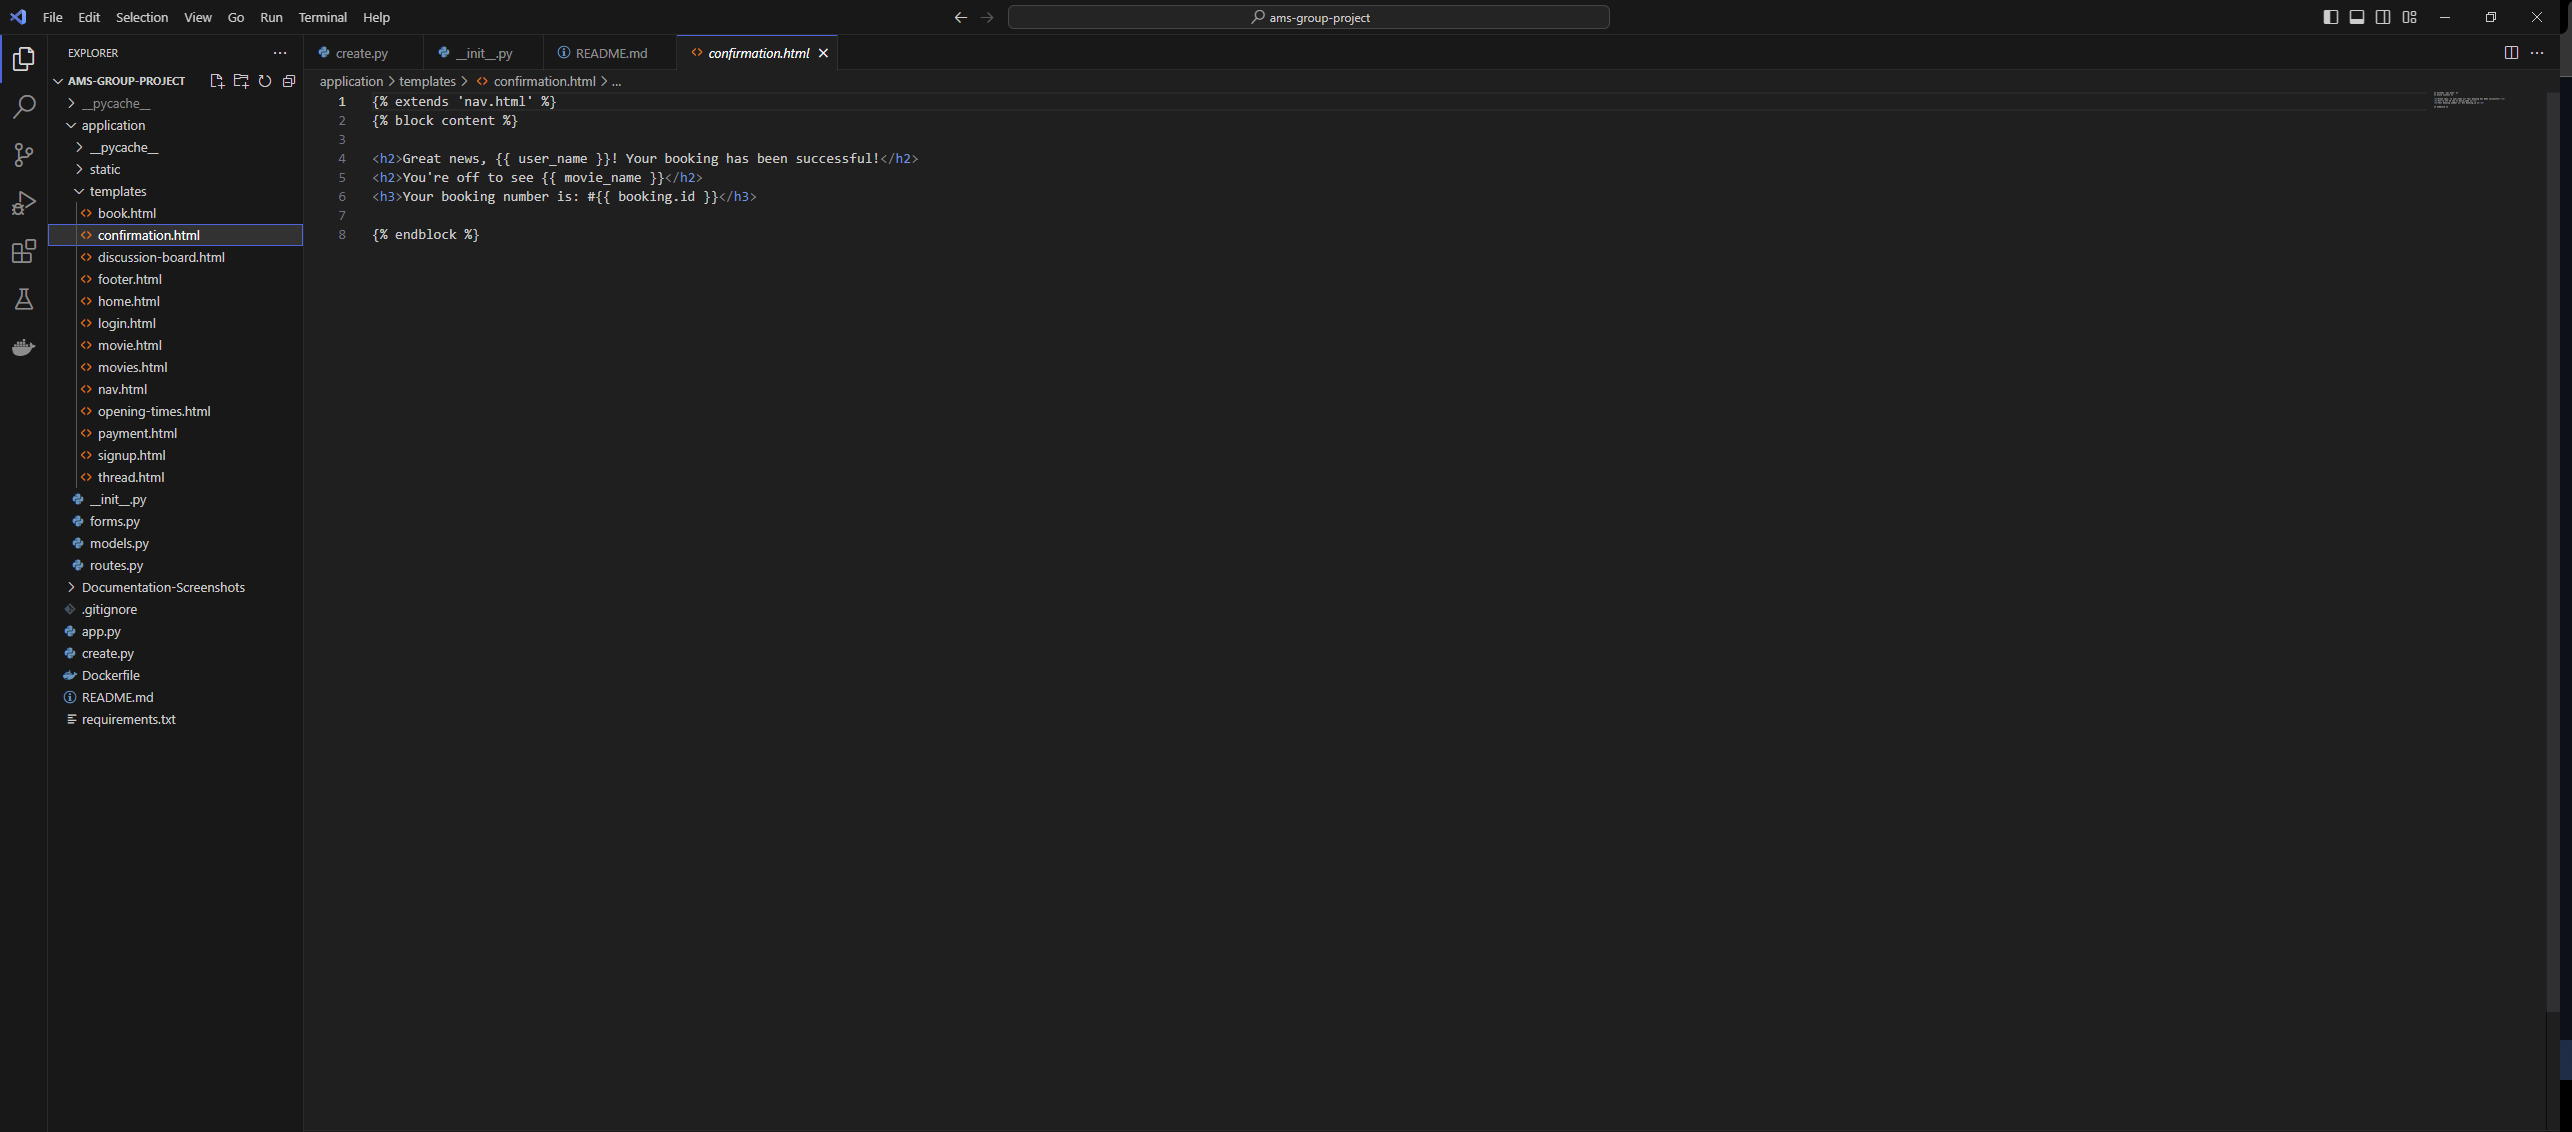 File Edit Selection View Go Run Terminal Help
ams-group-project
EXPLORER
create.py
__init__.py
README.md
confirmation.html
AMS-GROUP-PROJECT
application > templates > confirmation.html > ...
__pycache__
application
__pycache__
static
templates
book.html
confirmation.html
discussion-board.html
footer.html
home.html
login.html
movie.html
movies.html
nav.html
opening-times.html
payment.html
signup.html
thread.html
__init__.py
forms.py
models.py
routes.py
Documentation-Screenshots
.gitignore
app.py
create.py
Dockerfile
README.md
requirements.txt
1 {% extends 'nav.html' %}
2 {% block content %}
3
4 <h2>Great news, {{ user_name }}! Your booking has been successful!</h2>
5 <h2>You're off to see {{ movie_name }}</h2>
6 <h3>Your booking number is: #{{ booking.id }}</h3>
7
8 {% endblock %}